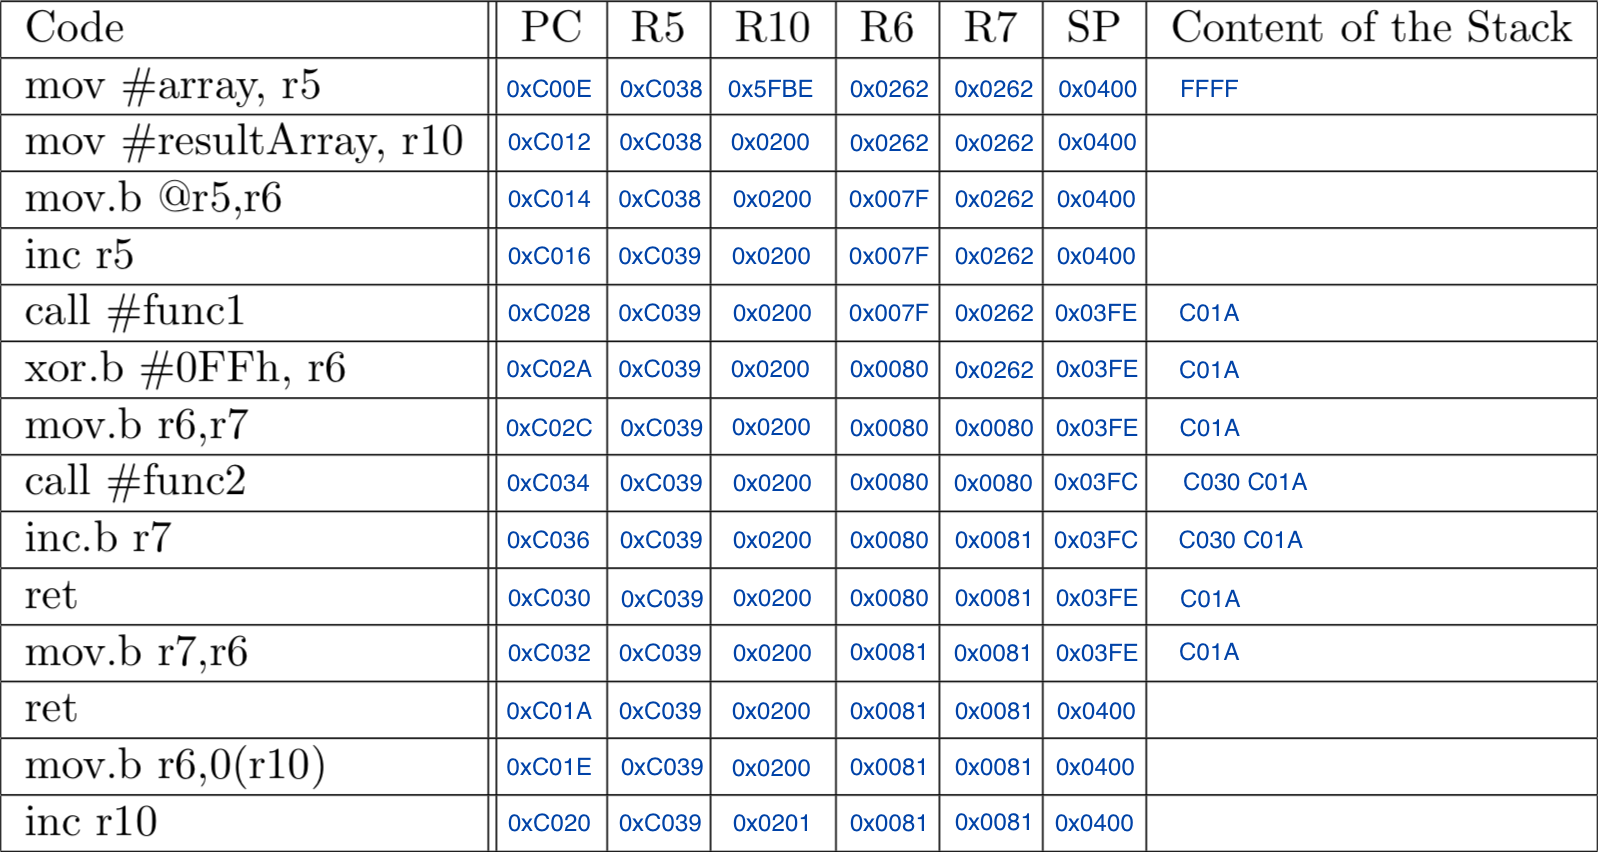 Code PC R5 R10 R6 R7 SP Content of the Stack
mov #array, r5 0xC00E 0xC038 0x5FBE 0x0262 0x0262 0x0400 FFFF
mov #resultArray, r10 0xC012 0xC038 0x0200 0x0262 0x0262 0x0400
mov.b @r5,r6 0xC014 0xC038 0x0200 0x007F 0x0262 0x0400
inc r5 0xC016 0xC039 0x0200 0x007F 0x0262 0x0400
call #func1 0xC028 0xC039 0x0200 0x007F 0x0262 0x03FE C01A
xor.b #0FFh, r6 0xC02A 0xC039 0x0200 0x0080 0x0262 0x03FE C01A
mov.b r6,r7 0xC02C 0xC039 0x0200 0x0080 0x0080 0x03FE C01A
call #func2 0xC034 0xC039 0x0200 0x0080 0x0080 0x03FC C030 C01A
inc.b r7 0xC036 0xC039 0x0200 0x0080 0x0081 0x03FC C030 C01A
ret 0xC030 0xC039 0x0200 0x0080 0x0081 0x03FE C01A
mov.b r7,r6 0xC032 0xC039 0x0200 0x0081 0x0081 0x03FE C01A
ret 0xC01A 0xC039 0x0200 0x0081 0x0081 0x0400
mov.b r6,0(r10) 0xC01E 0xC039 0x0200 0x0081 0x0081 0x0400
inc r10 0xC020 0xC039 0x0201 0x0081 0x0081 0x0400